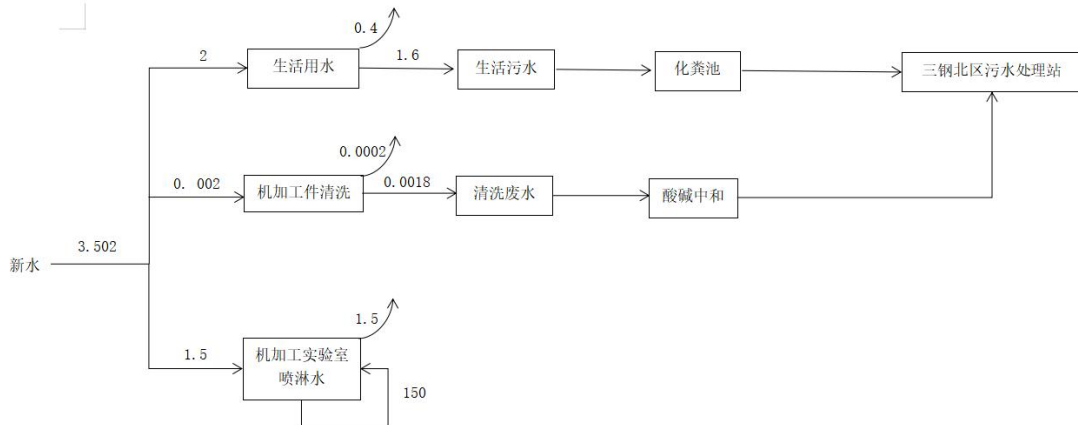 0.4
2
生活用水
1.6
生活污水
化粪池
三钢北区污水处理站
0.0002
0. 002
机加工件清洗
0.0018
清洗废水
酸碱中和
3.502
新水
1.5
1.5
机加工实验室
喷淋水
150